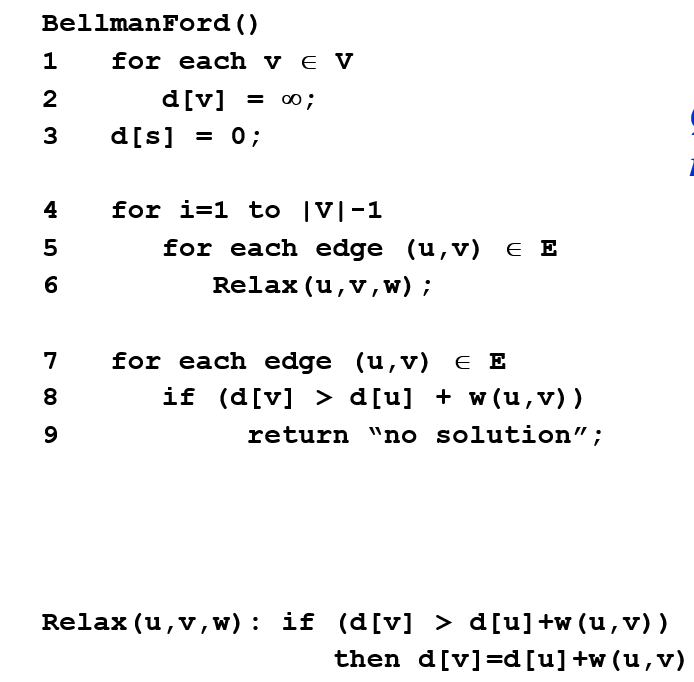 BellmanFord()
1 for each v ∈ V
2 d[v] = ∞;
3 d[s] = 0;
4 for i=1 to |V|-1
5 for each edge (u,v) ∈ E
6 Relax(u,v,w);
7 for each edge (u,v) ∈ E
8 if (d[v] > d[u] + w(u,v))
9 return “no solution”;
Relax(u,v,w): if (d[v] > d[u]+w(u,v))
then d[v]=d[u]+w(u,v)